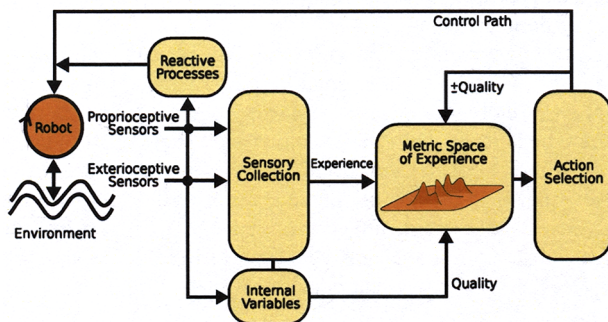 Control Path
Reactive
Processes
±Quality
Robot
Proprioceptive
Sensors
Exteroceptive
Sensors
Sensory
Collection
Experience
Metric Space
of Experience
Action
Selection
Environment
Internal
Variables
Quality